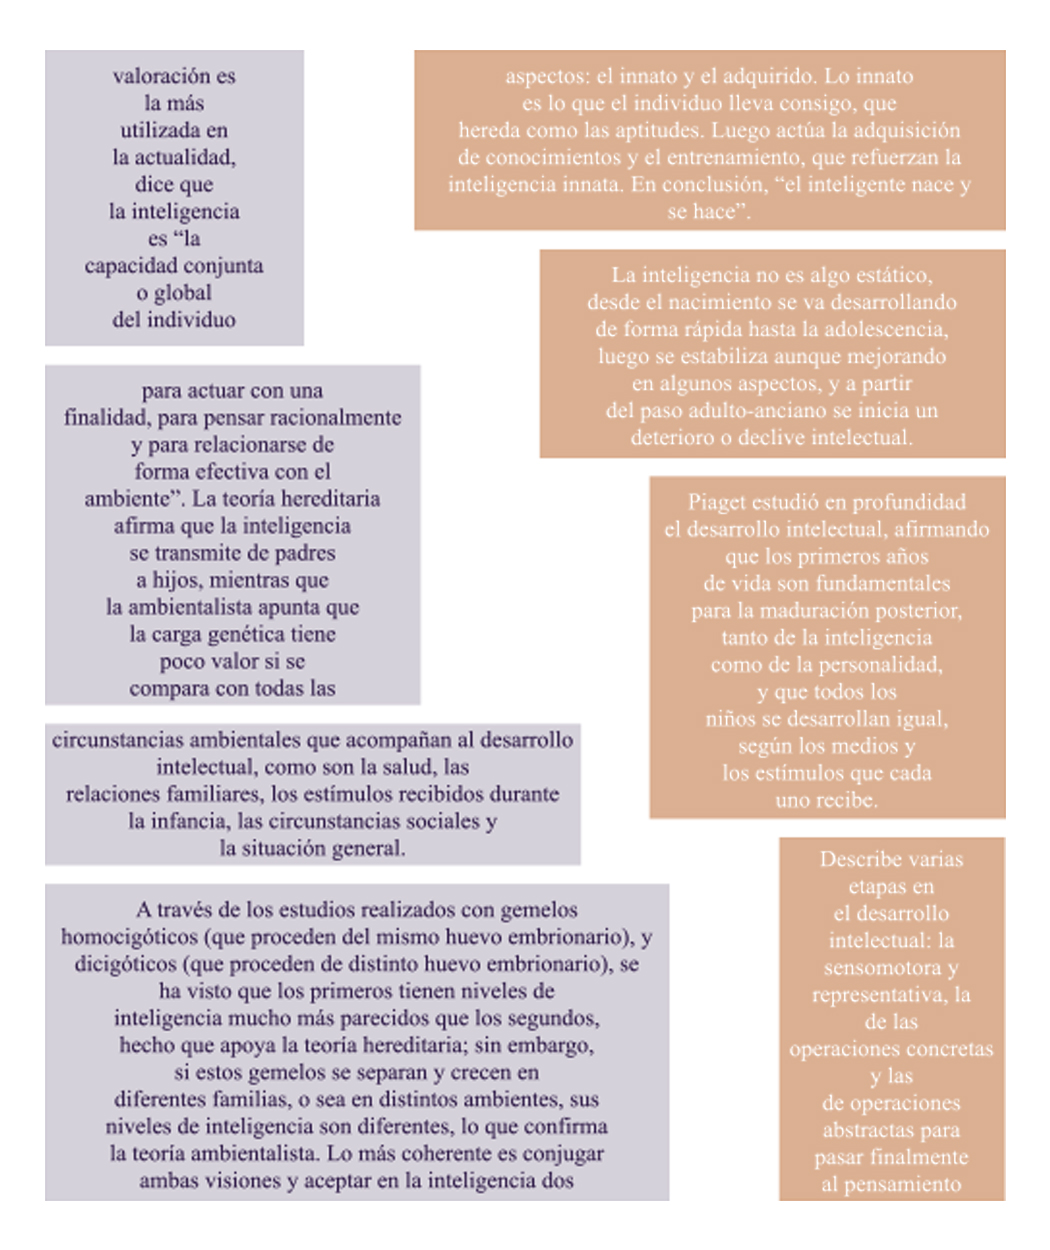 valoración es
la más
utilizada en
la actualidad,
dice que
la inteligencia
es “la
capacidad conjunta
o global
del individuo
para actuar con una
finalidad, para pensar racionalmente
y para relacionarse de
forma efectiva con el
ambiente”. La teoría hereditaria
afirma que la inteligencia
se transmite de padres
a hijos, mientras que
la ambientalista apunta que
la carga genética tiene
poco valor si se
compara con todas las
circunstancias ambientales que acompañan al desarrollo
intelectual, como son la salud, las
relaciones familiares, los estímulos recibidos durante
la infancia, las circunstancias sociales y
la situación general.
A través de los estudios realizados con gemelos
homocigóticos (que proceden del mismo huevo embrionario), y
dicigóticos (que proceden de distinto huevo embrionario), se
ha visto que los primeros tienen niveles de
inteligencia mucho más parecidos que los segundos,
hecho que apoya la teoría hereditaria; sin embargo,
si estos gemelos se separan y crecen en
diferentes familias, o sea en distintos ambientes, sus
niveles de inteligencia son diferentes, lo que confirma
la teoría ambientalista. Lo más coherente es conjugar
ambas visiones y aceptar en la inteligencia dos
aspectos: el innato y el adquirido. Lo innato
es lo que el individuo lleva consigo, que
hereda como las aptitudes. Luego actúa la adquisición
de conocimientos y el entrenamiento, que refuerzan la
inteligencia innata. En conclusión, “el inteligente nace y
se hace”.
La inteligencia no es algo estático,
desde el nacimiento se va desarrollando
de forma rápida hasta la adolescencia,
luego se estabiliza aunque mejorando
en algunos aspectos, y a partir
del paso adulto-anciano se inicia un
deterioro o declive intelectual.
Piaget estudió en profundidad
el desarrollo intelectual, afirmando
que los primeros años
de vida son fundamentales
para la maduración posterior,
tanto de la inteligencia
como de la personalidad,
y que todos los
niños se desarrollan igual,
según los medios y
los estímulos que cada
uno recibe.
Describe varias
etapas en
el desarrollo
intelectual: la
sensomotora y
representativa, la
de las
operaciones concretas
y las
de operaciones
abstractas para
pasar finalmente
al pensamiento